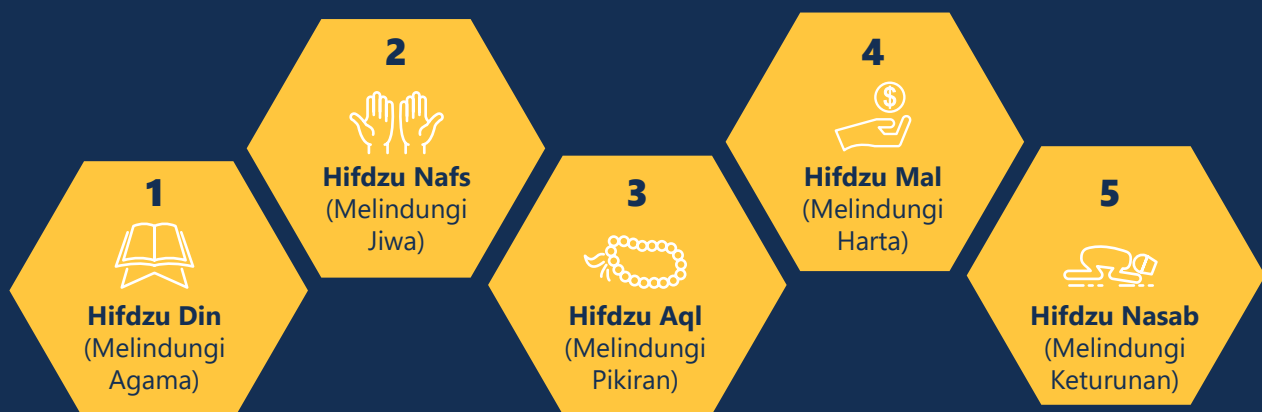 1
Hifdzu Din
(Melindungi
Agama)
2
Hifdzu Nafs
(Melindungi
Jiwa)
3
Hifdzu Aql
(Melindungi
Pikiran)
4
$
Hifdzu Mal
(Melindungi
Harta)
5
Hifdzu Nasab
(Melindungi
Keturunan)